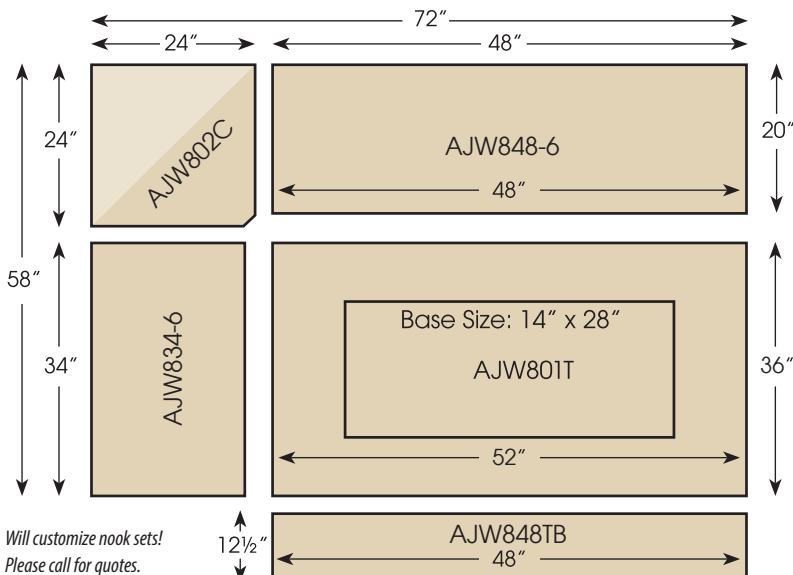 72”
24” 48”
24”
AJW802C
AJW848-6
48”
20”
58”
34”
AJW834-6
Base Size: 14” x 28”
AJW801T
52”
36”
Will customize nook sets!
Please call for quotes.
12½”
AJW848TB
48”